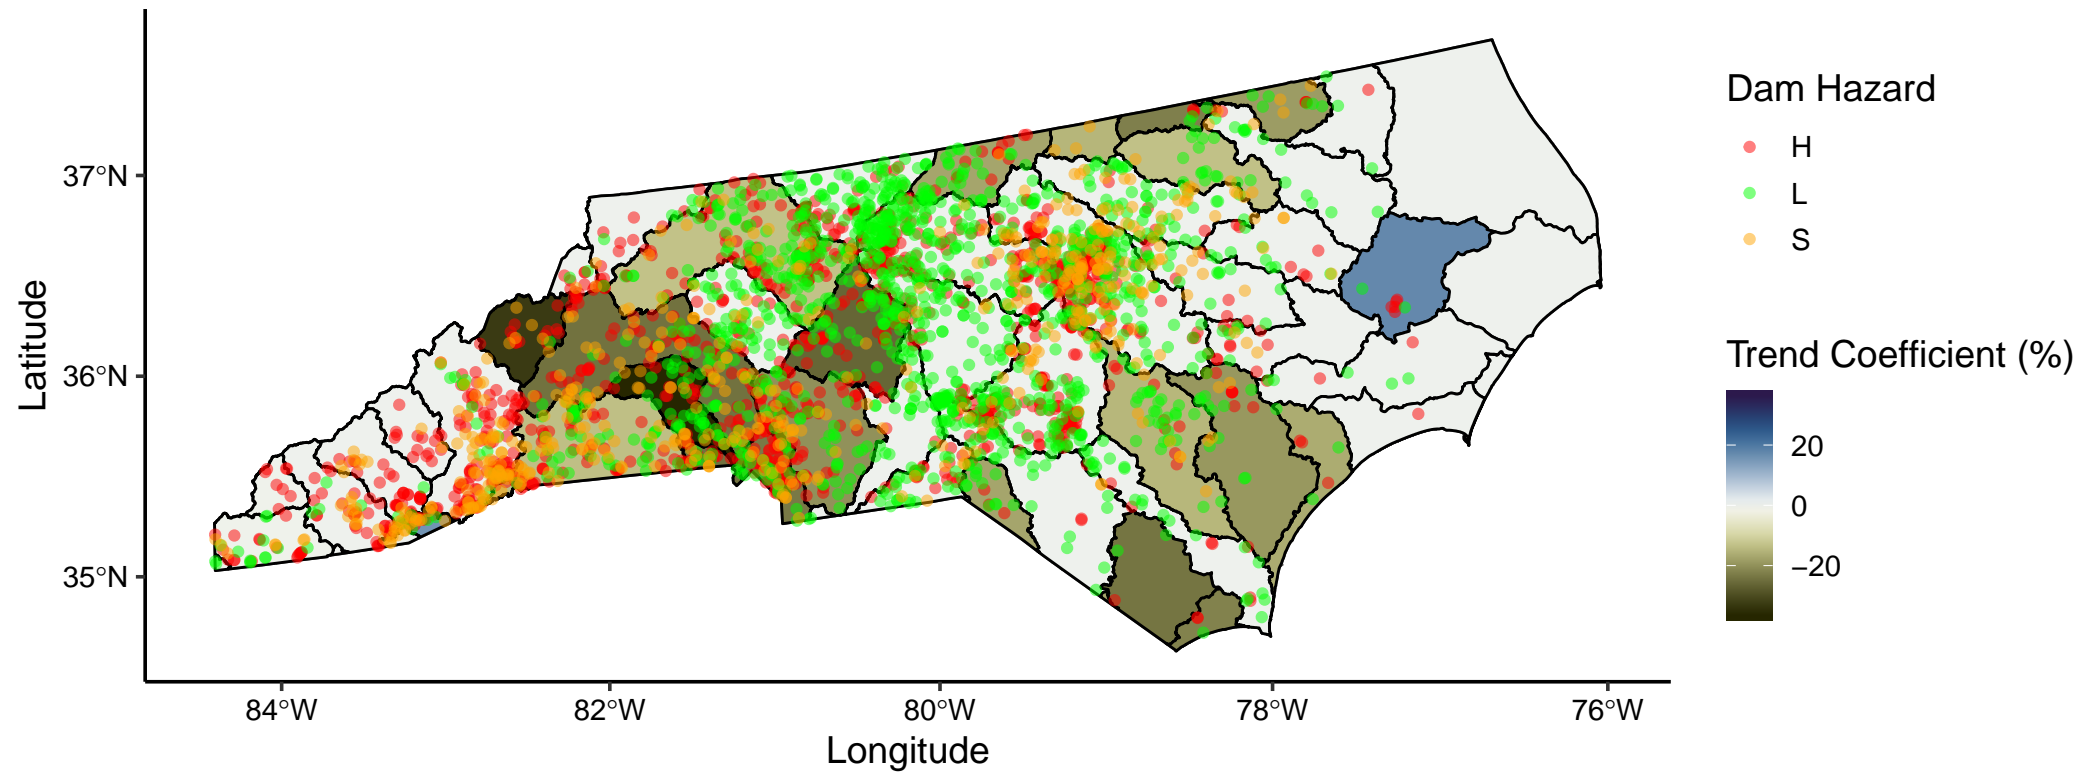 Dam Hazard
H
L
S
Trend Coefficient (%)
20
0
−20
Latitude
37°N
36°N
35°N
84°W
82°W
80°W
78°W
76°W
Longitude